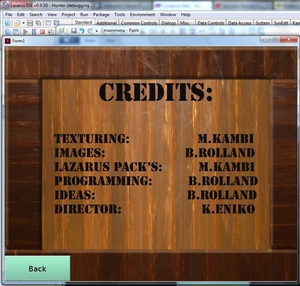 Lazarus IDE v0.9.30 - Hunter (debugging
Search View Project Run Package Tools Environment Window Help
Standard Additional Common Controls Dialogs Misc Data Controls Data Access System SynEdit
mainmenu - Paint
Form1
CREDITS:
TEXTURING: M.KAMBI
IMAGES: B.ROLLAND
LAZARUS PACK'S: M.KAMBI
PROGRAMMING: B.ROLLAND
IDEAS: B.ROLLAND
DIRECTOR: K.ENIKO
Back